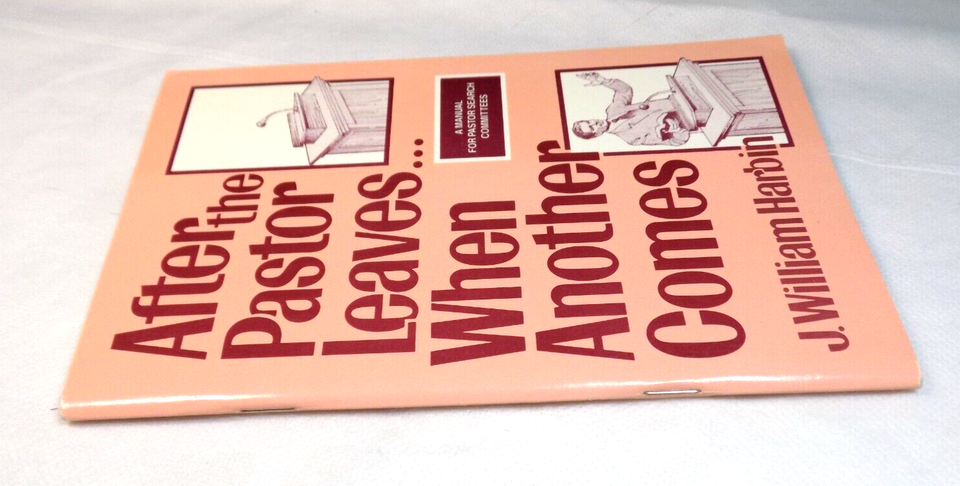 After
the
Pastor
Leaves...
A MANUAL
FOR PASTOR SEARCH
COMMITTEES
When
Another
Comes
J. William Harbin